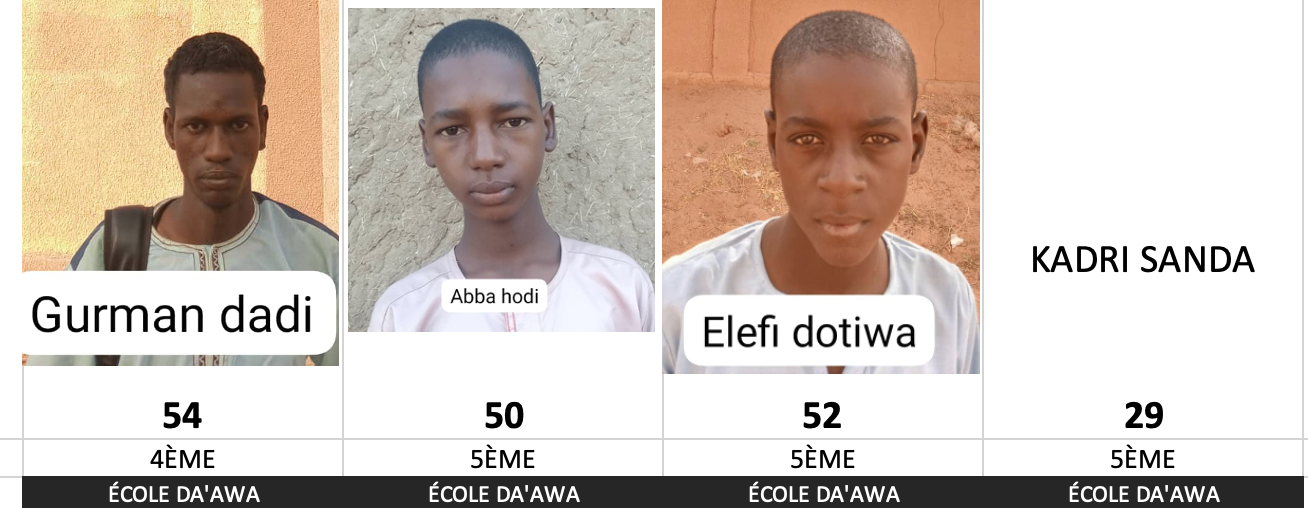 Gurman dadi
Abba hodi
Elefi dotiwa
KADRI SANDA
54
50
52
29
4ÈME
5ÈME
5ÈME
5ÈME
ÉCOLE DA'AWA
ÉCOLE DA'AWA
ÉCOLE DA'AWA
ÉCOLE DA'AWA